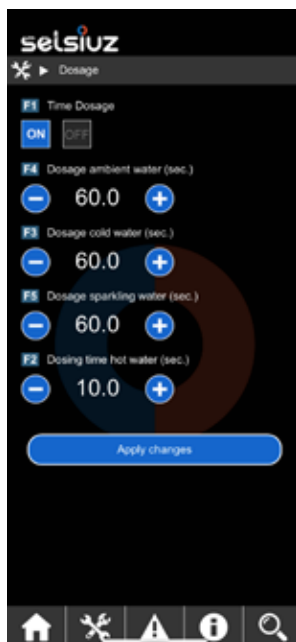 selsiuz
Dosage
F1 Time Dosage
ON OFF
F4 Dosage ambient water (sec.)
60.0
F3 Dosage cold water (sec.)
60.0
F5 Dosage sparkling water (sec.)
60.0
F2 Dosing time hot water (sec.)
10.0
Apply changes